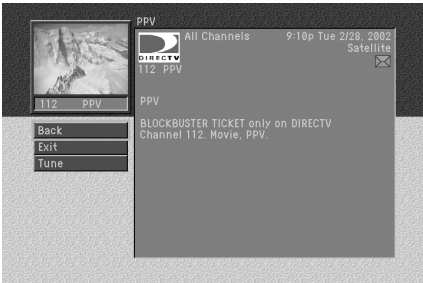 PPV
All Channels 9:10p Tue 2/28, 2002
Satellite
DIRECTV
112 PPV
112 PPV
PPV
Back
Exit
Tune
BLOCKBUSTER TICKET only on DIRECTV
Channel 112. Movie, PPV.